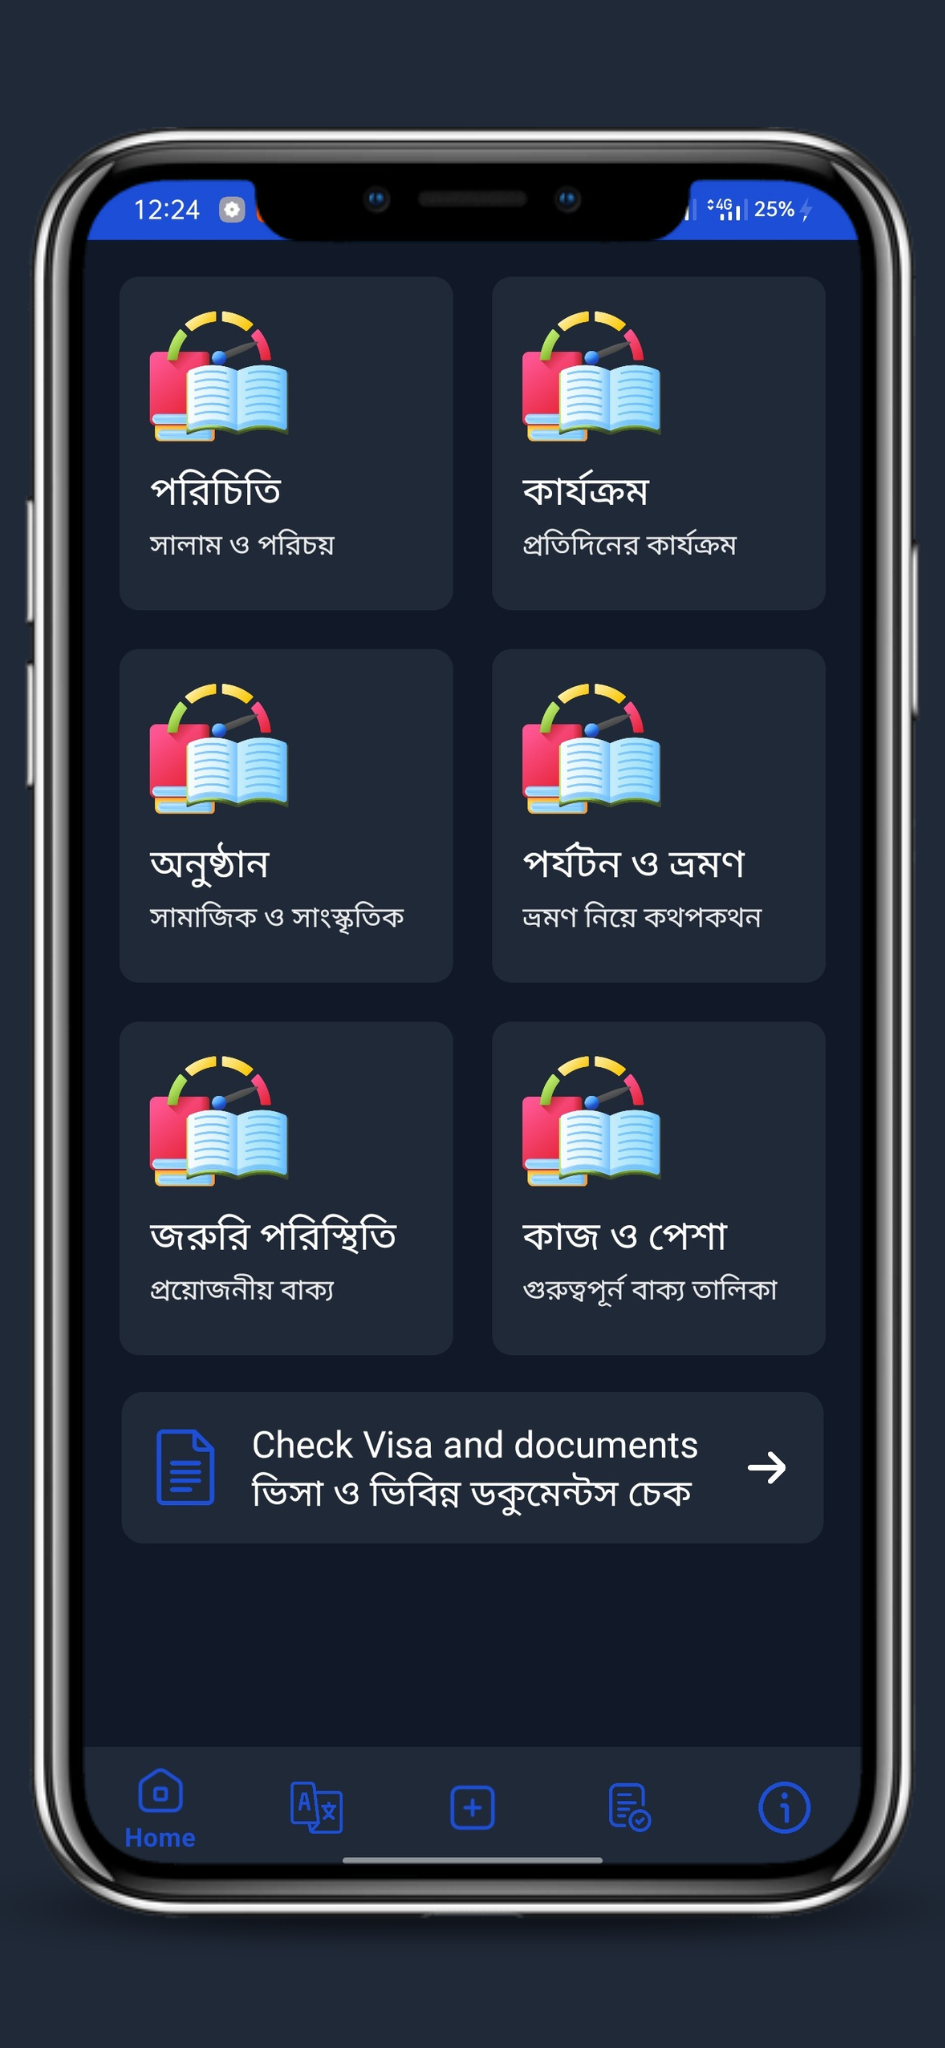 12:24
4G 25%
পরিচিতি
সালাম ও পরিচয়
কার্যক্রম
প্রতিদিনের কার্যক্রম
অনুষ্ঠান
সামাজিক ও সাংস্কৃতিক
পর্যটন ও ভ্রমণ
ভ্রমণ নিয়ে কথপকথন
জরুরি পরিস্থিতি
প্রয়োজনীয় বাক্য
কাজ ও পেশা
গুরুত্বপূর্ন বাক্য তালিকা
Check Visa and documents
ভিসা ও ভিবিন্ন ডকুমেন্টস চেক
Home